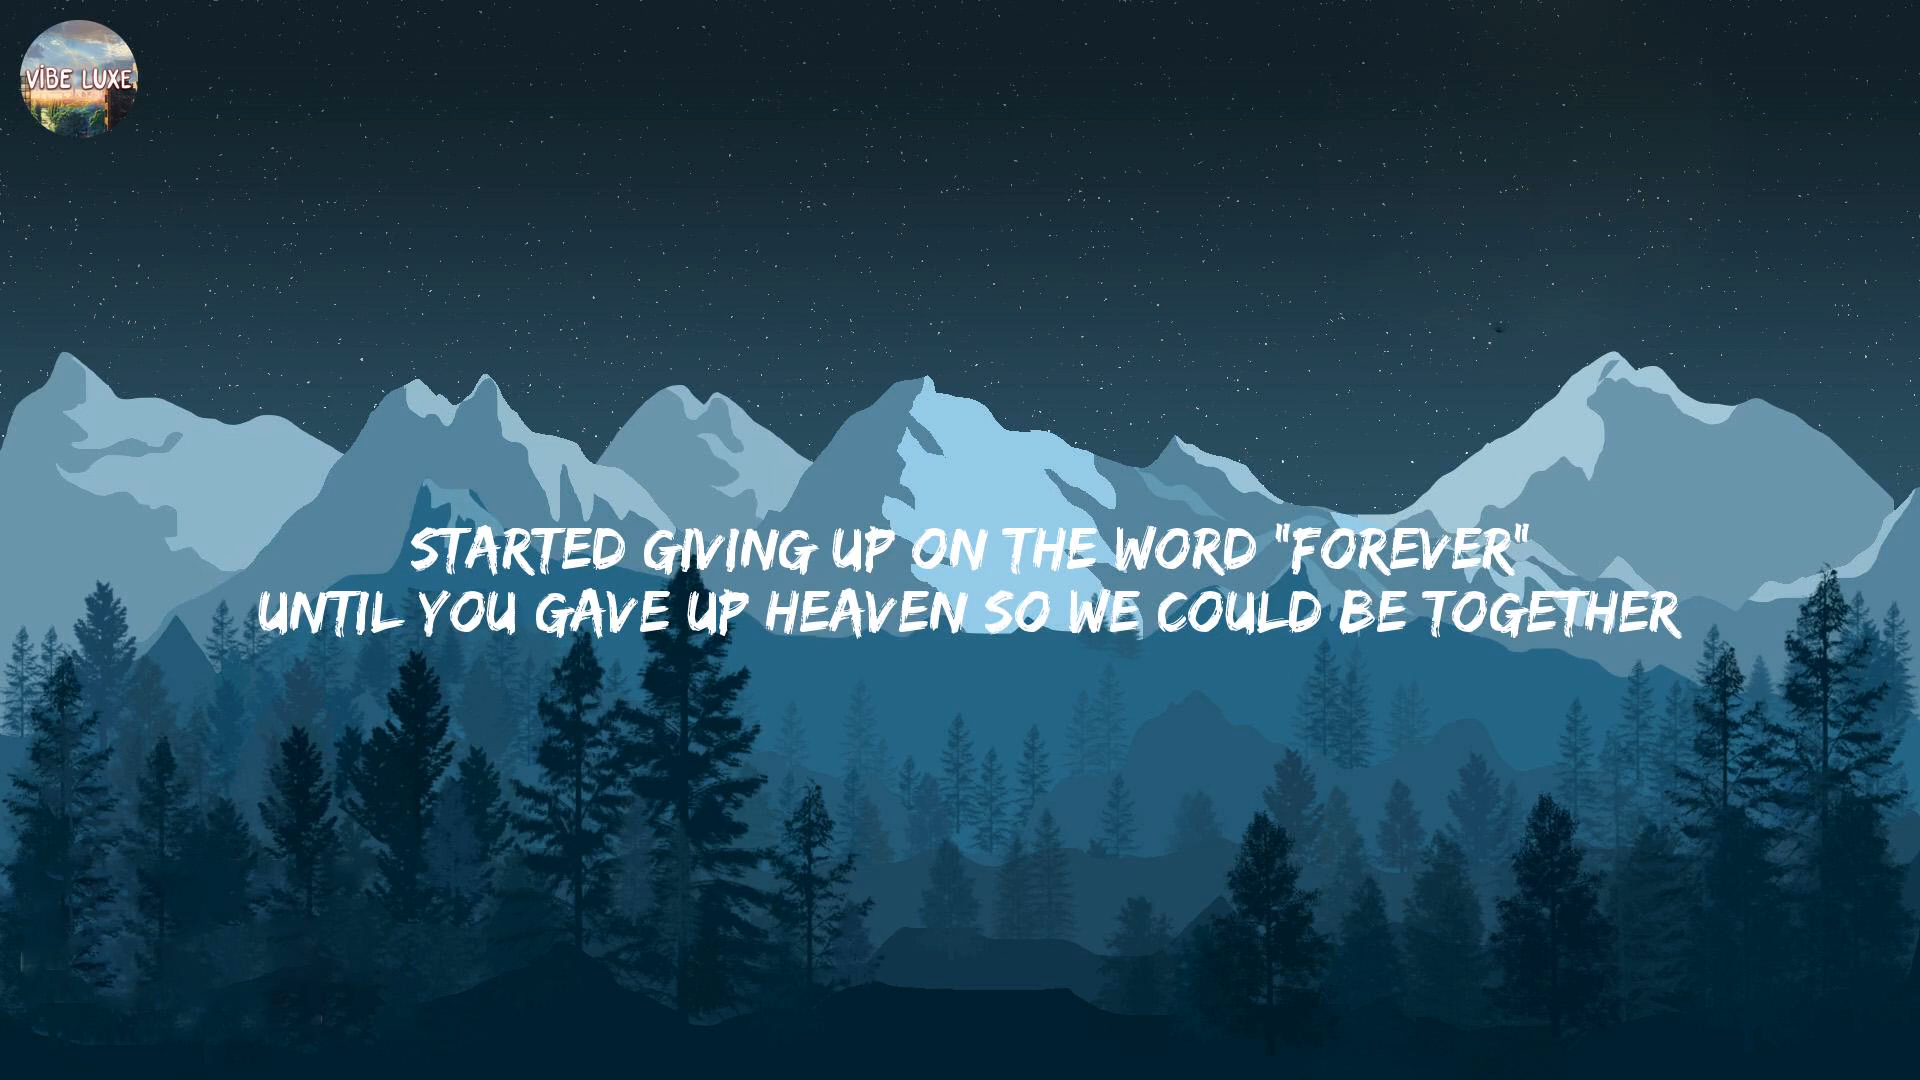 VİBE LUXE
STARTED GIVING UP ON THE WORD "FOREVER"
UNTIL YOU GAVE UP HEAVEN SO WE COULD BE TOGETHER